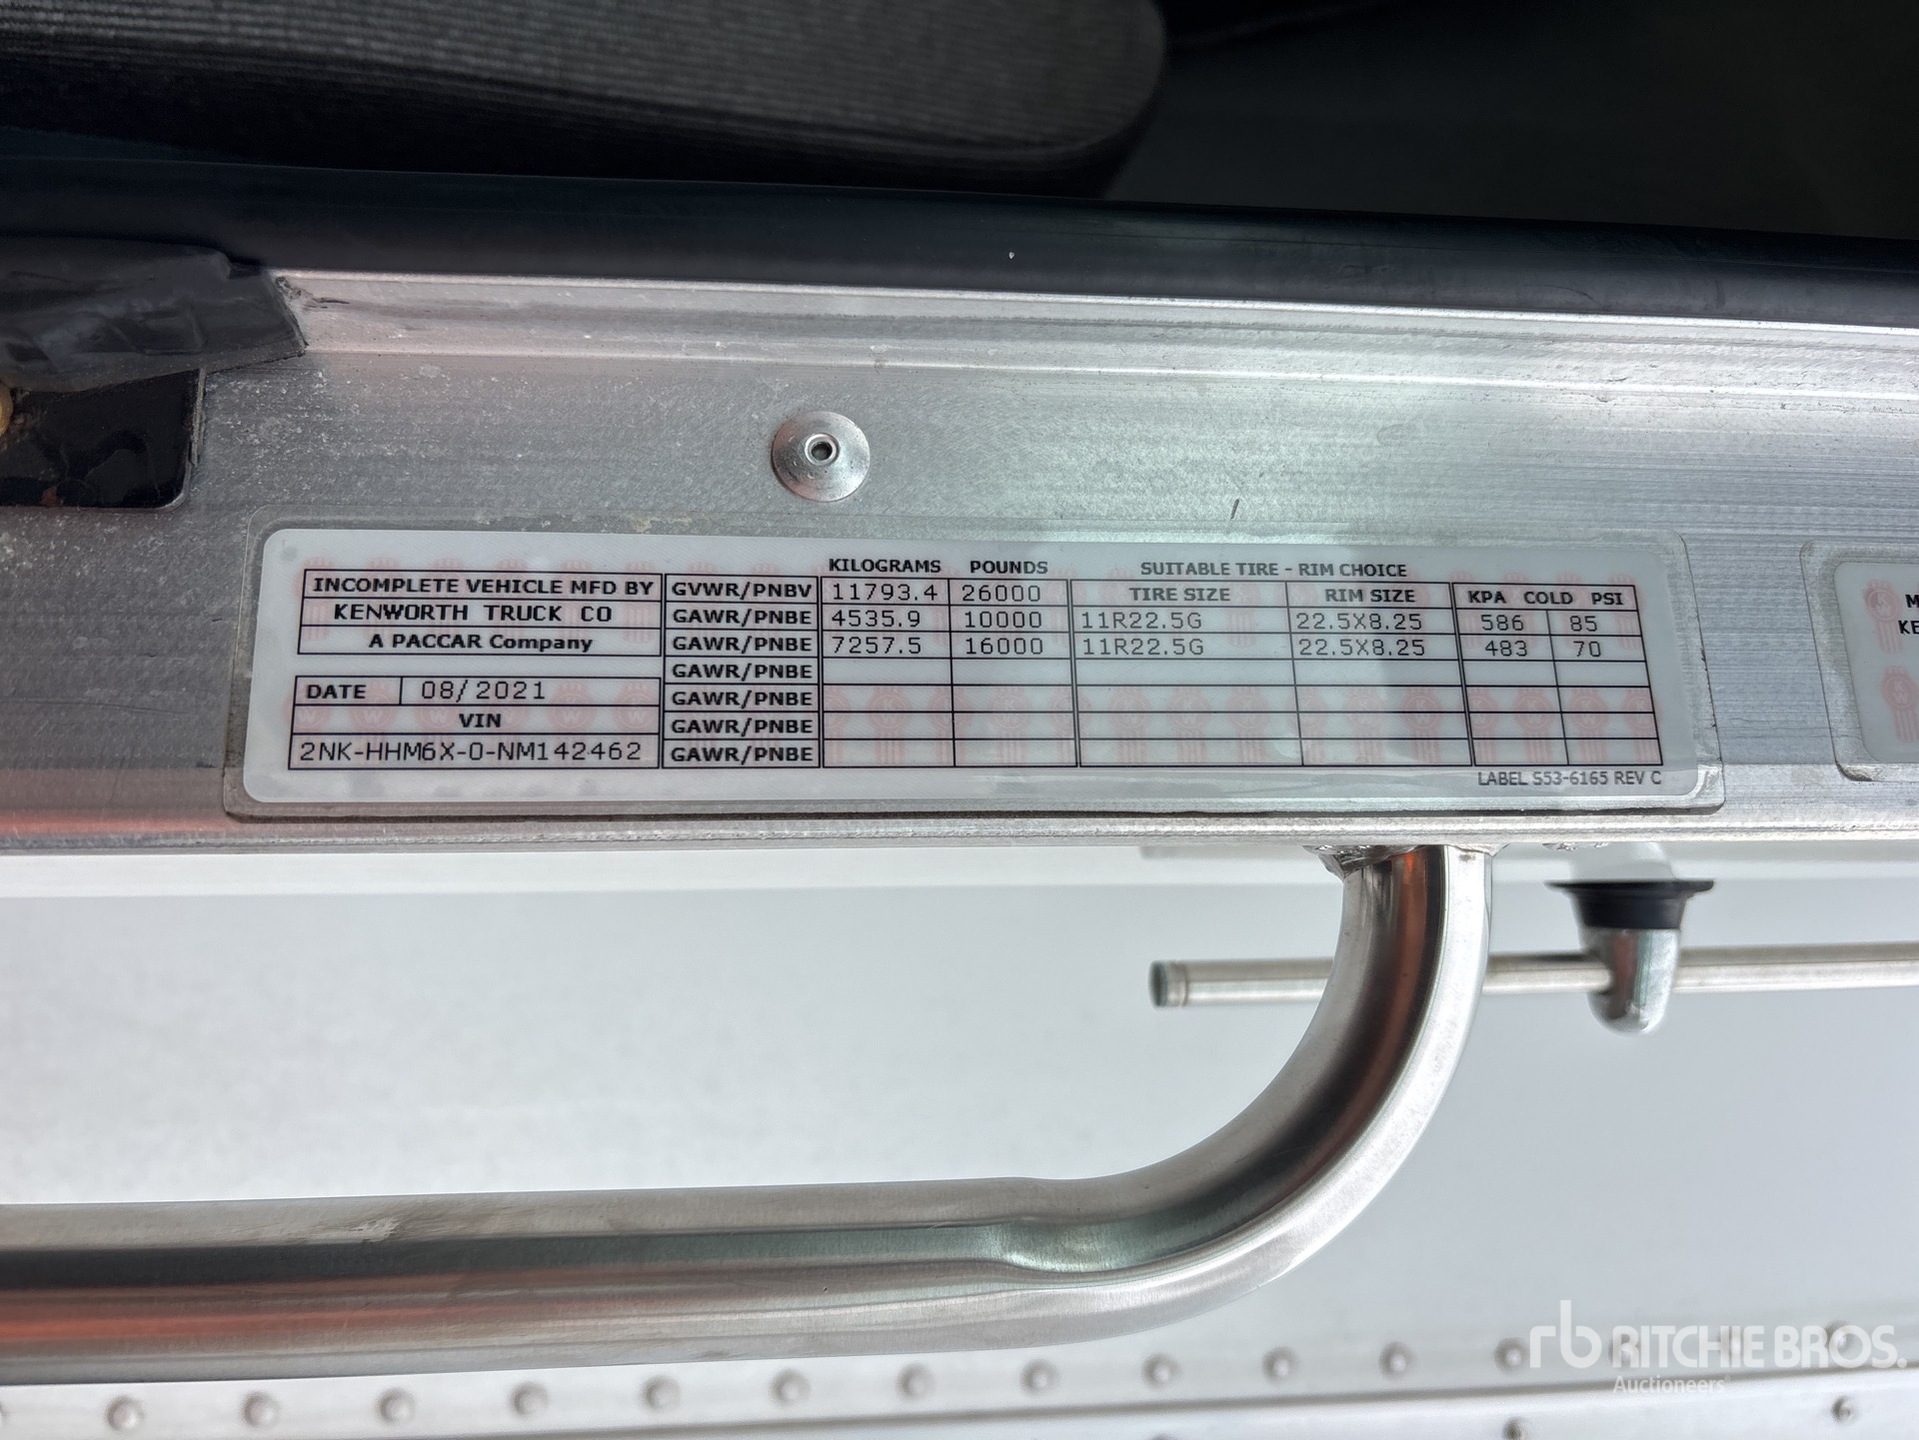 KILOGRAMS POUNDS SUITABLE TIRE - RIM CHOICE
INCOMPLETE VEHICLE MFD BY GVWR/PNBV 11793.4 26000 TIRE SIZE RIM SIZE KPA COLD PSI
KENWORTH TRUCK CO GAWR/PNBE 4535.9 10000 11R22.5G 22.5X8.25 586 85
A PACCAR Company GAWR/PNBE 7257.5 16000 11R22.5G 22.5X8.25 483 70
GAWR/PNBE
DATE 08/2021 GAWR/PNBE
VIN GAWR/PNBE
2NK-HHM6X-0-NM142462 GAWR/PNBE
LABEL S53-6165 REV C
M
KE
rb RITCHIE BROS.
Auctioneers